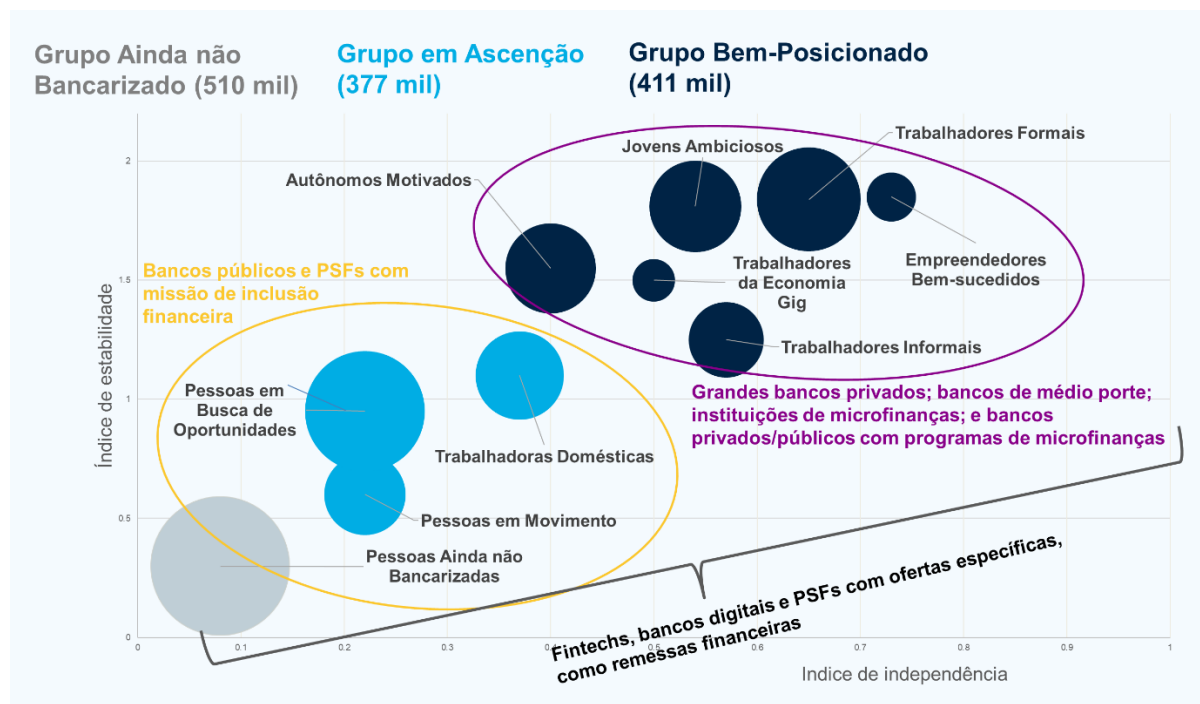 Grupo Ainda não
Bancarizado (510 mil)
Grupo em Ascenção
(377 mil)
Grupo Bem-Posicionado
(411 mil)
Trabalhadores Formais
Jovens Ambiciosos
Autônomos Motivados
Trabalhadores
da Economia
Gig
Empreendedores
Bem-sucedidos
Bancos públicos e PSFs com
missão de inclusão
financeira
Trabalhadores Informais
Grandes bancos privados; bancos de médio porte;
instituições de microfinanças; e bancos
privados/públicos com programas de microfinanças
Pessoas em
Busca de
Oportunidades
Trabalhadoras Domésticas
Pessoas em Movimento
Pessoas Ainda não
Bancarizadas
Fintechs, bancos digitais e PSFs com ofertas específicas,
como remessas financeiras
Índice de estabilidade
2
1.5
1
0.5
0
0
0.1
0.2
0.3
0.4
0.5
0.6
0.7
0.8
0.9
1
Indice de independência